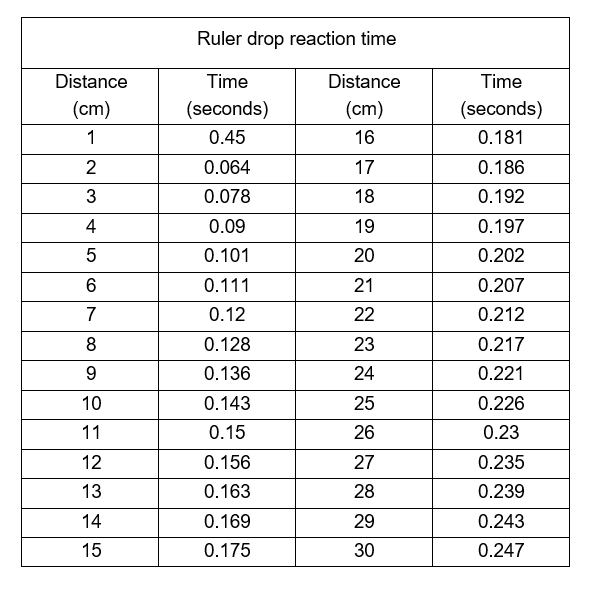 Ruler drop reaction time
Distance (cm) Time (seconds) Distance (cm) Time (seconds)
1 0.45 16 0.181
2 0.064 17 0.186
3 0.078 18 0.192
4 0.09 19 0.197
5 0.101 20 0.202
6 0.111 21 0.207
7 0.12 22 0.212
8 0.128 23 0.217
9 0.136 24 0.221
10 0.143 25 0.226
11 0.15 26 0.23
12 0.156 27 0.235
13 0.163 28 0.239
14 0.169 29 0.243
15 0.175 30 0.247